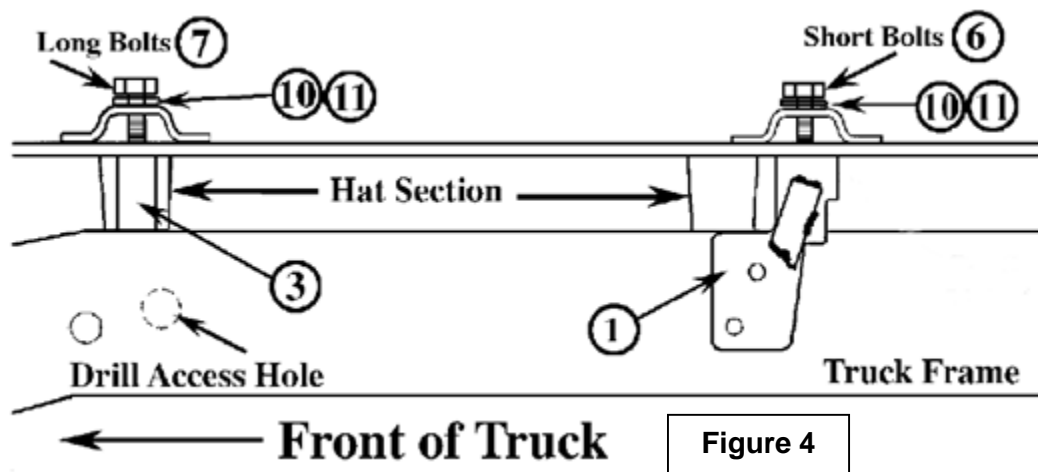 Long Bolts 7
Short Bolts 6
10 11
10 11
Hat Section
3
1
Drill Access Hole
Truck Frame
Front of Truck
Figure 4